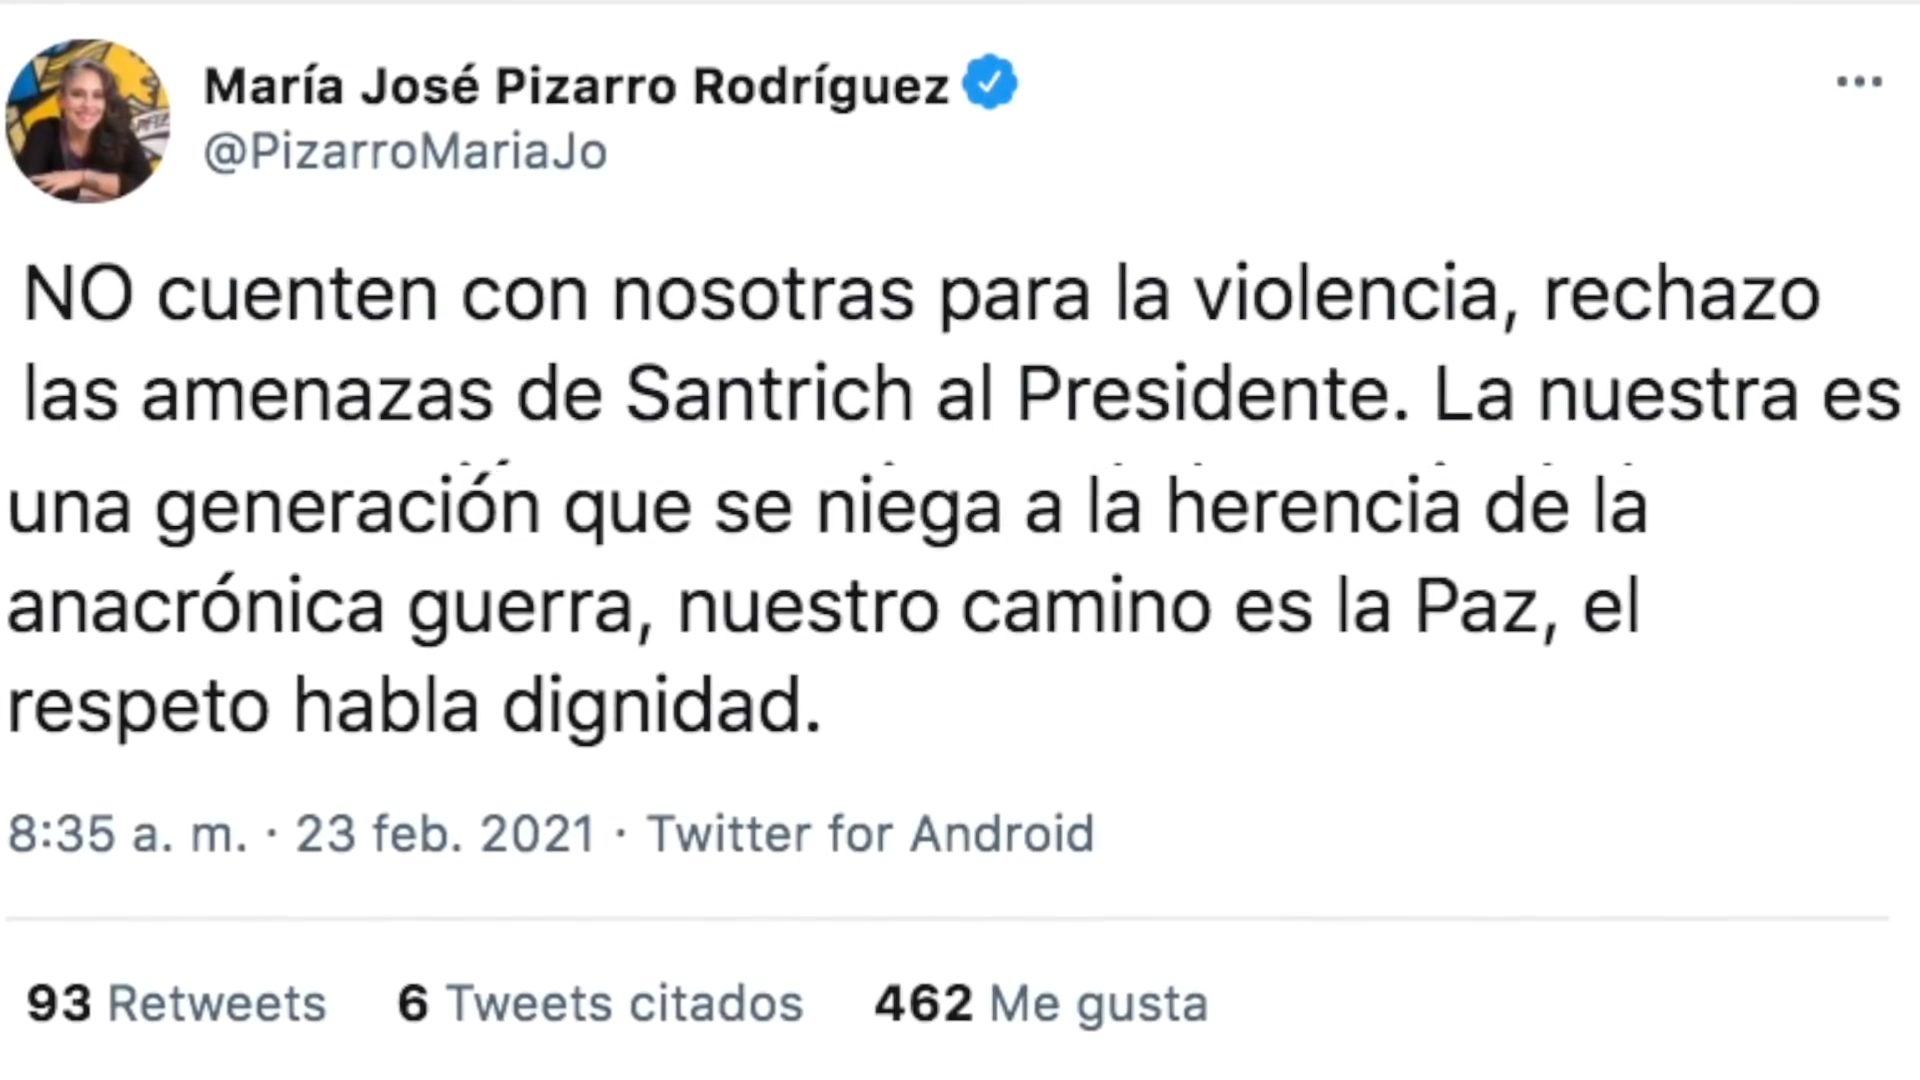 María José Pizarro Rodríguez
@PizarroMariaJo
NO cuenten con nosotras para la violencia, rechazo
las amenazas de Santrich al Presidente. La nuestra es
una generación que se niega a la herencia de la
anacrónica guerra, nuestro camino es la Paz, el
respeto habla dignidad.
8:35 a. m. · 23 feb. 2021 · Twitter for Android
93 Retweets 6 Tweets citados 462 Me gusta